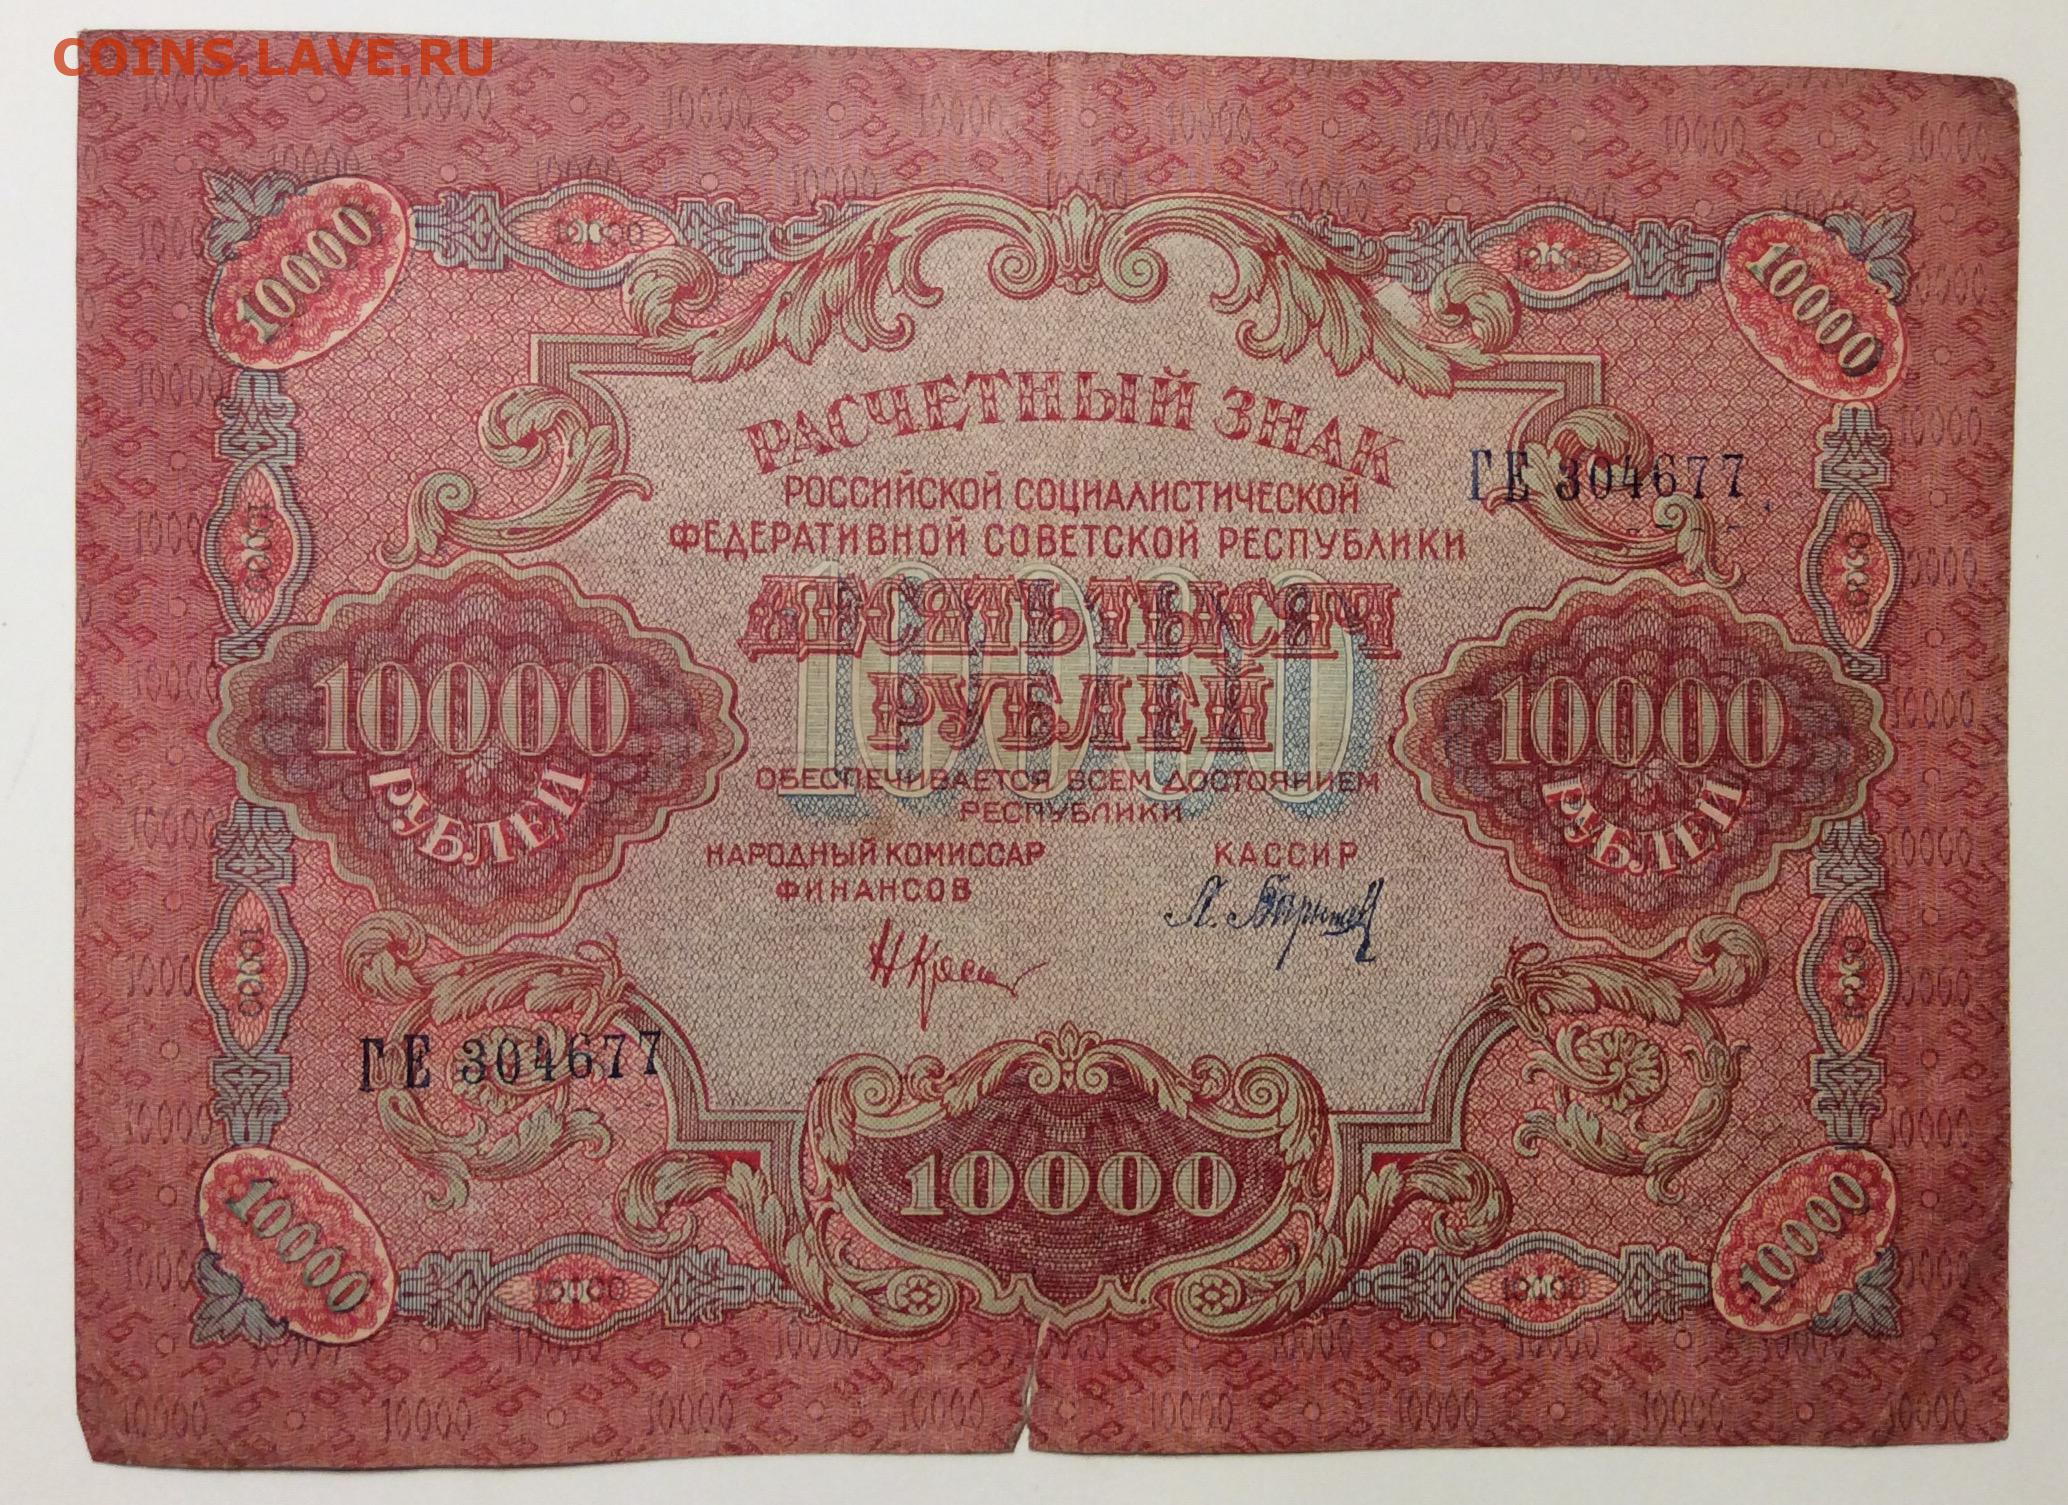 COINS.LAVE.RU
10000 10000
РАСЧЕТНЫЙ ЗНАК
РОССИЙСКОЙ СОЦИАЛИСТИЧЕСКОЙ
ФЕДЕРАТИВНОЙ СОВЕТСКОЙ РЕСПУБЛИКИ
ГЕ 304677
ДЕСЯТЬ ТЫСЯЧ
РУБЛЕЙ
10000
10000
РУБЛЕЙ
10000
РУБЛЕЙ
ОБЕСПЕЧИВАЕТСЯ ВСЕМ ДОСТОЯНИЕМ
РЕСПУБЛИКИ
НАРОДНЫЙ КОМИССАР
ФИНАНСОВ
КАССИР
ГЕ 304677
10000
10000 10000